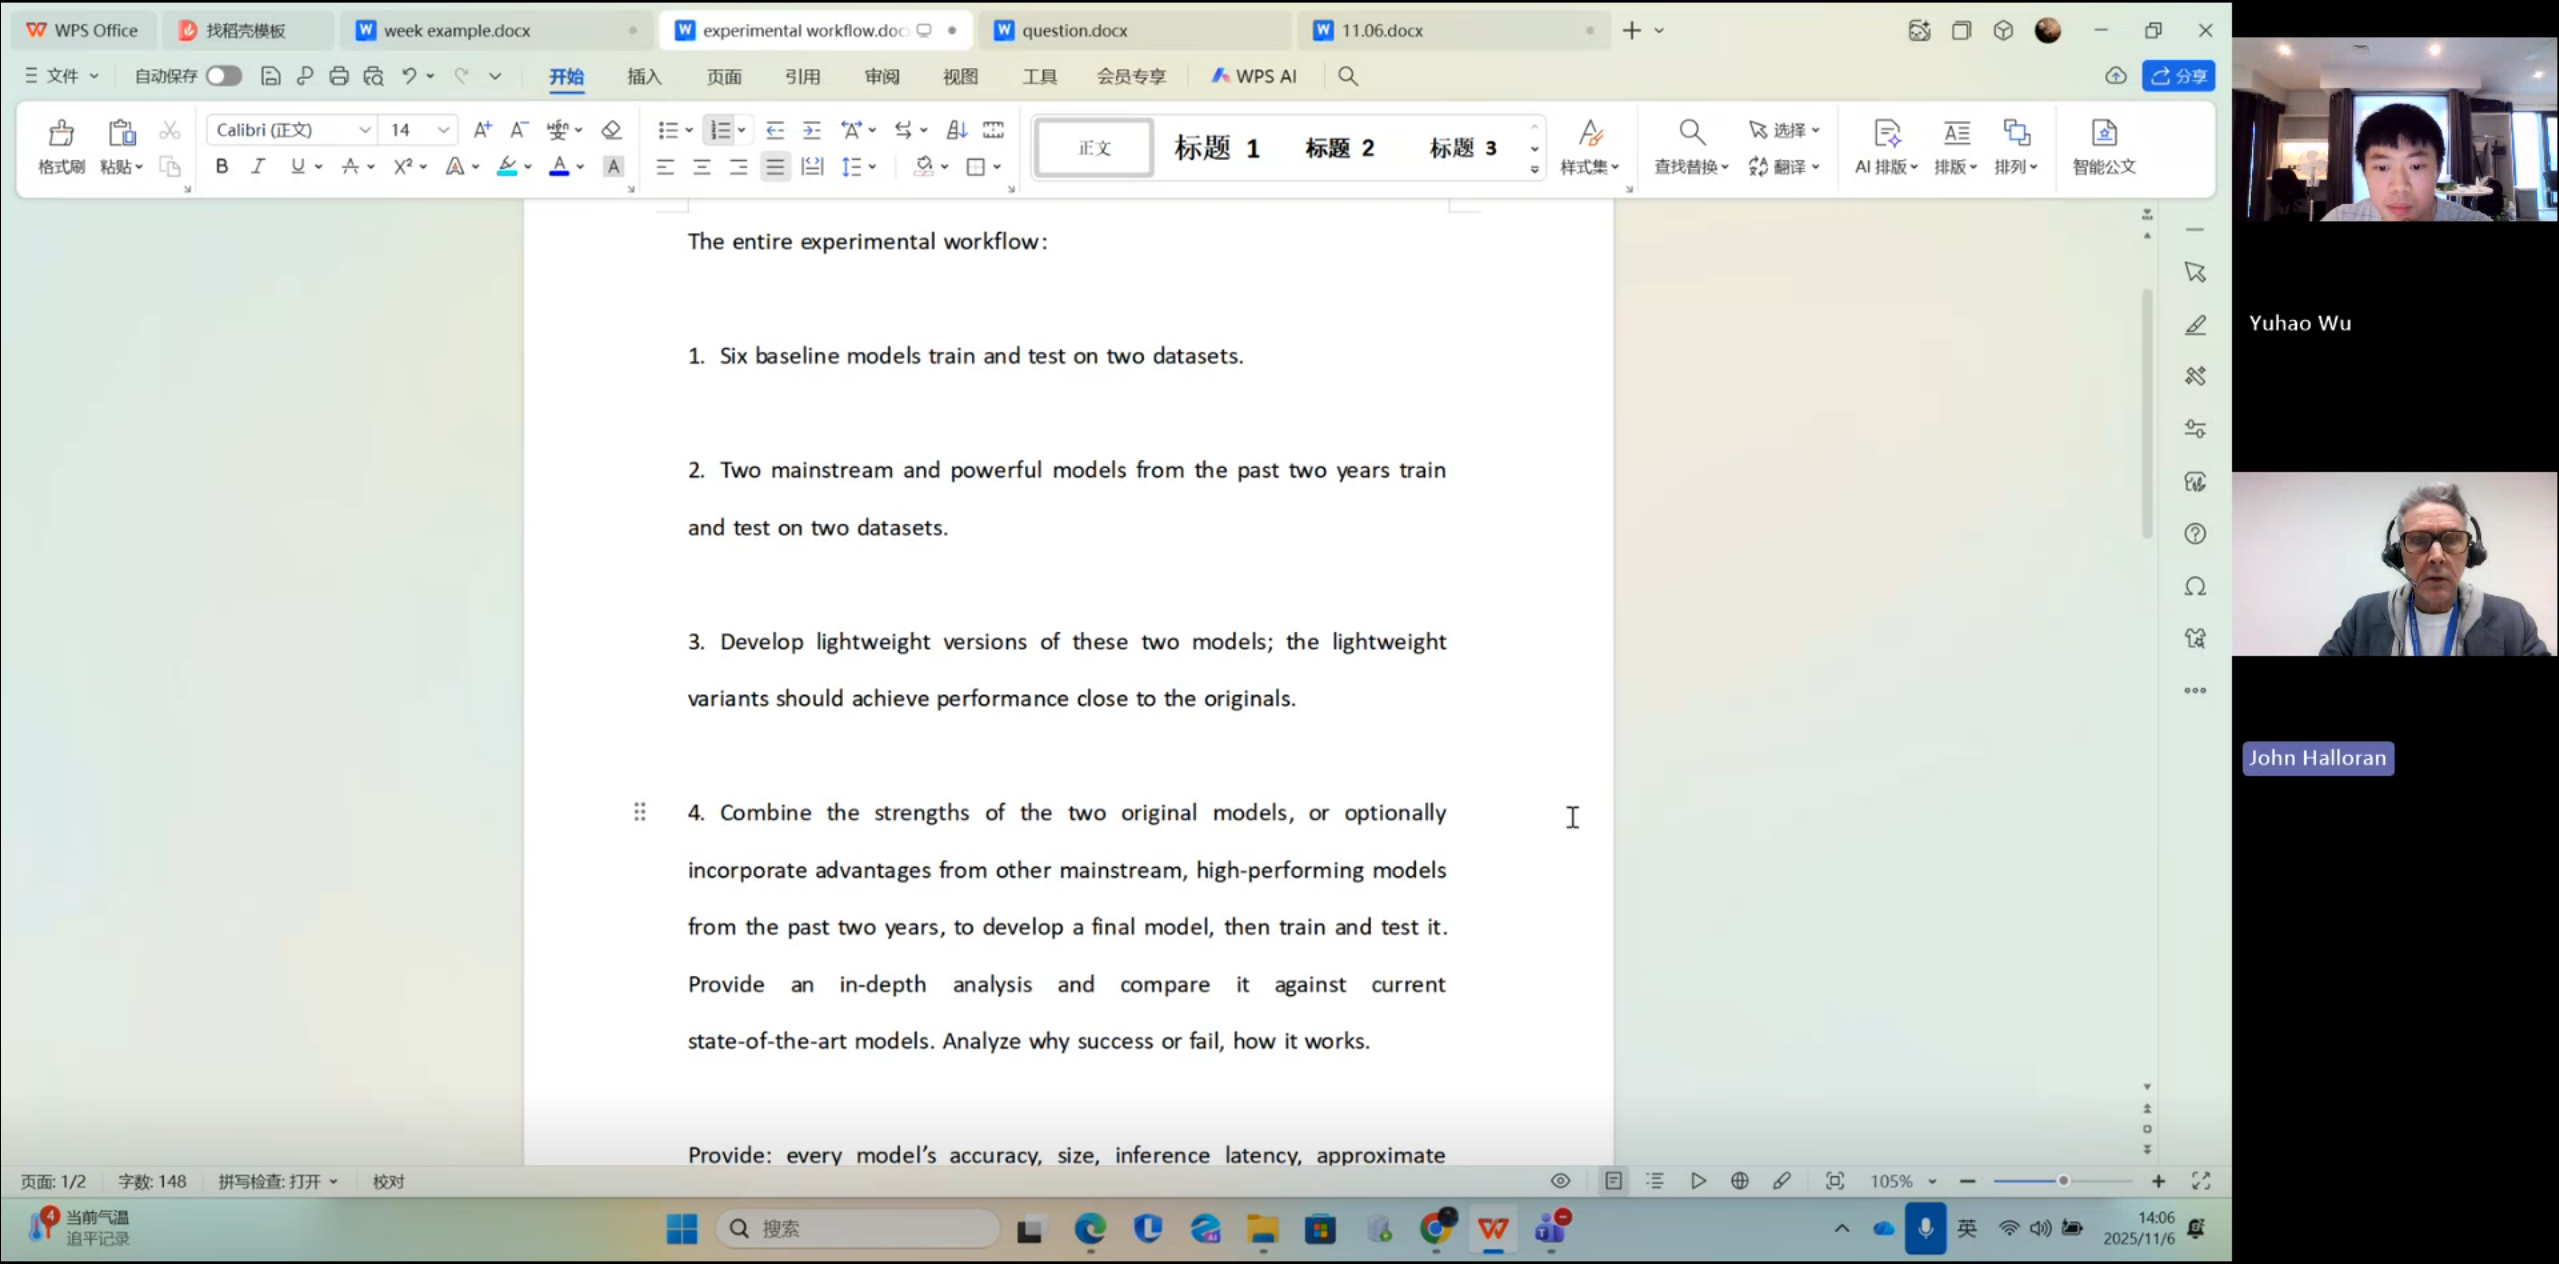 WPS Office
找稻壳模板
week example.docx
experimental workflow.doc
question.docx
11.06.docx
文件
自动保存
开始
插入
页面
引用
审阅
视图
工具
会员专享
WPS AI
分享
格式刷
粘贴
Calibri (正文)
14
正文
标题 1
标题 2
标题 3
样式集
查找替换
选择
翻译
AI 排版
排版
排列
智能公文
The entire experimental workflow:
1. Six baseline models train and test on two datasets.
2. Two mainstream and powerful models from the past two years train
and test on two datasets.
3. Develop lightweight versions of these two models; the lightweight
variants should achieve performance close to the originals.
4. Combine the strengths of the two original models, or optionally
incorporate advantages from other mainstream, high-performing models
from the past two years, to develop a final model, then train and test it.
Provide an in-depth analysis and compare it against current
state-of-the-art models. Analyze why success or fail, how it works.
Provide: every model’s accuracy, size, inference latency, approximate
Yuhao Wu
John Halloran
页面: 1/2
字数: 148
拼写检查: 打开
校对
105%
4
当前气温
追平记录
搜索
英
14:06
2025/11/6